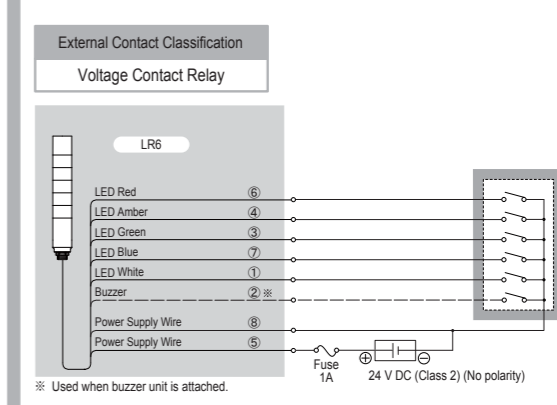 External Contact Classification
Voltage Contact Relay
LR6
LED Red ⑥
LED Amber ④
LED Green ③
LED Blue ⑦
LED White ①
Buzzer ② ※
Power Supply Wire ⑧
Power Supply Wire ⑤
Fuse
1A
⊕ ⊖
24 V DC (Class 2) (No polarity)
※ Used when buzzer unit is attached.